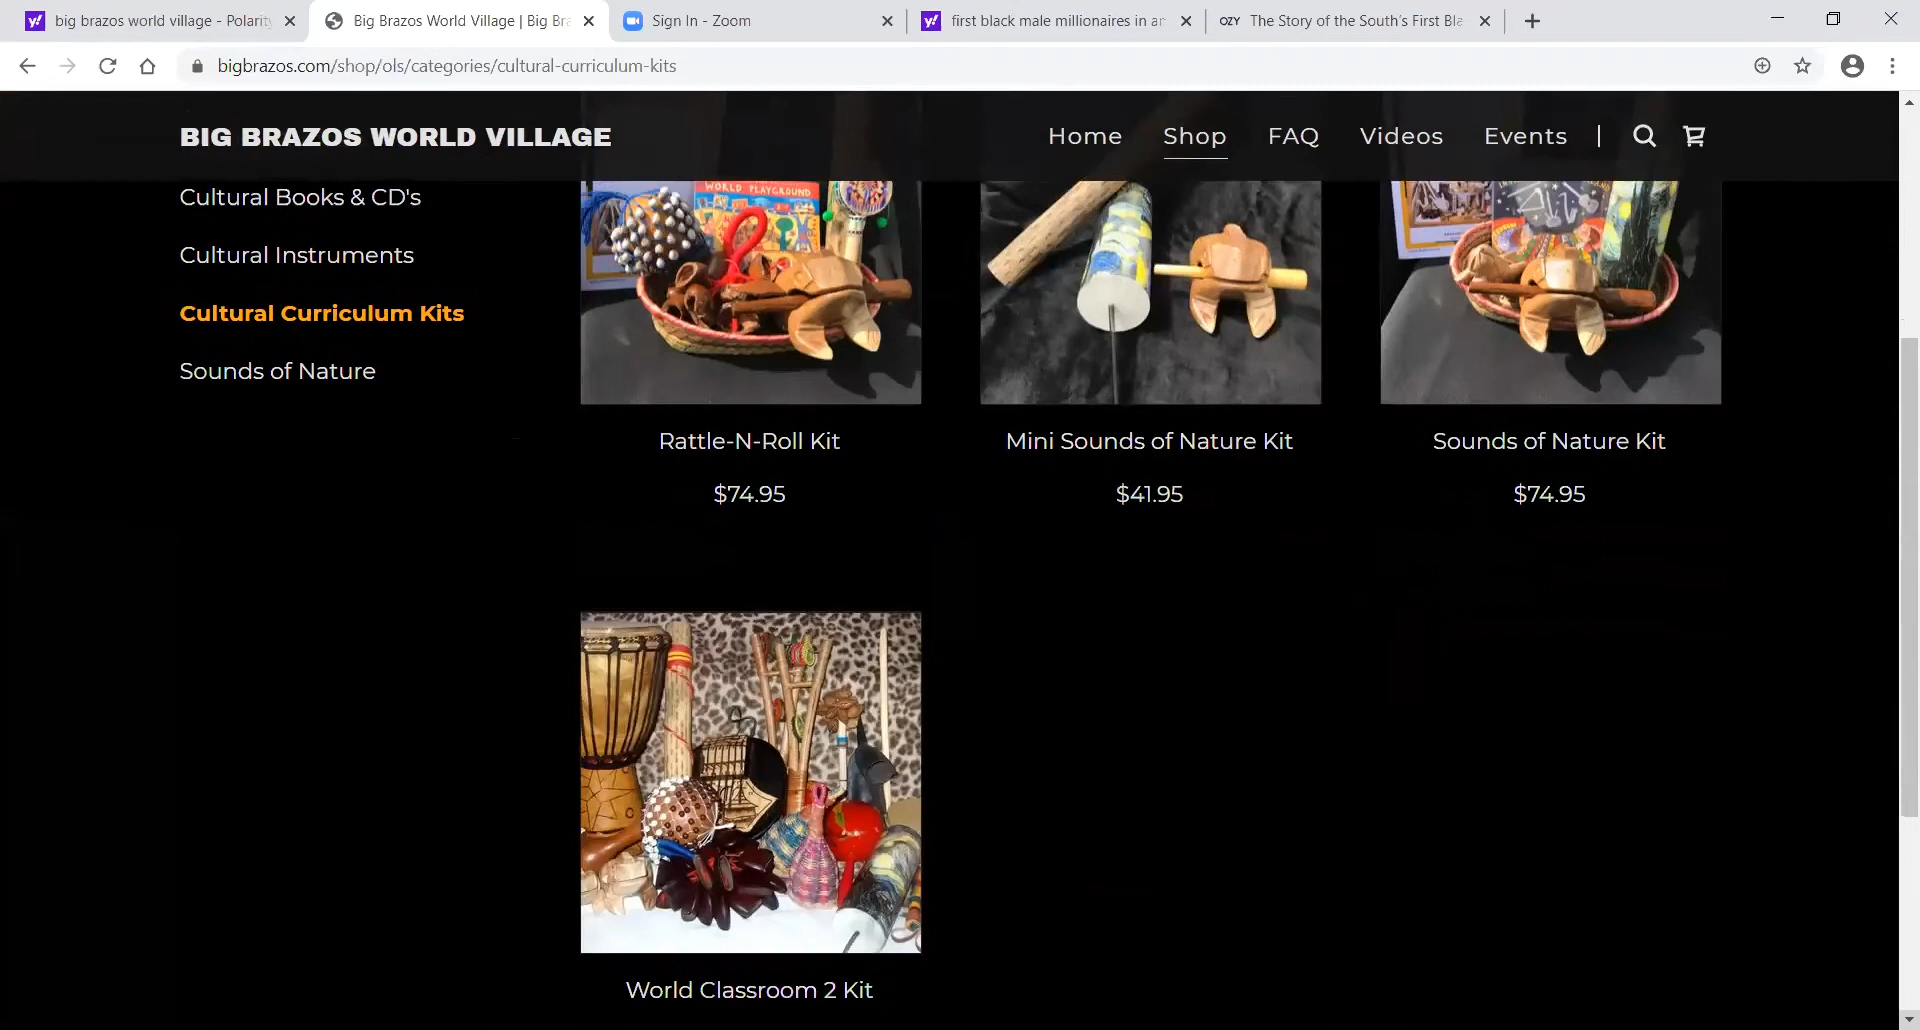 big brazos world village - Polarity
Big Brazos World Village | Big Bra
Sign In - Zoom
first black male millionaires in am
OZY The Story of the South's First Bla
bigbrazos.com/shop/ols/categories/cultural-curriculum-kits
BIG BRAZOS WORLD VILLAGE
Home Shop FAQ Videos Events |
Cultural Books & CD's
Cultural Instruments
Cultural Curriculum Kits
Sounds of Nature
WORLD PLAYGROUND
Rattle-N-Roll Kit
$74.95
Mini Sounds of Nature Kit
$41.95
Sounds of Nature Kit
$74.95
World Classroom 2 Kit